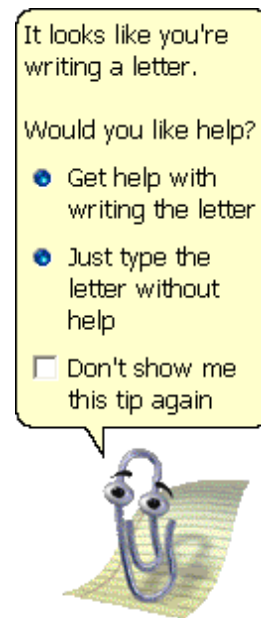 It looks like you're
writing a letter.
Would you like help?
Get help with
writing the letter
Just type the
letter without
help
Don't show me
this tip again